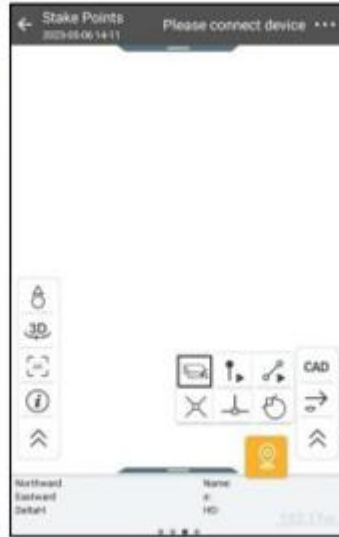 Stake Points
Please connect device
2023-05-06 14-11
3D
CAD
Northward
Name
Eastward
DeltaH
HD: